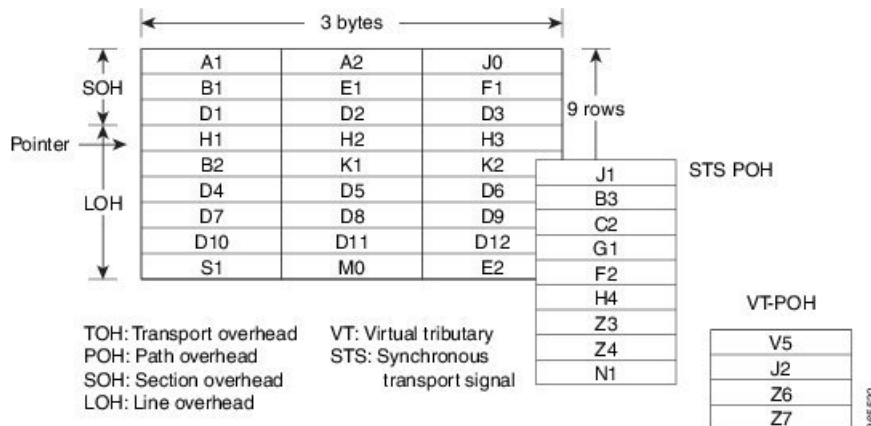 3 bytes
A1 A2 J0
SOH B1 E1 F1
D1 D2 D3 9 rows
Pointer H1 H2 H3
B2 K1 K2 J1 STS POH
D4 D5 D6 B3
LOH D7 D8 D9 C2
D10 D11 D12 G1
S1 M0 E2 F2
H4
Z3
Z4
N1
VT-POH
V5
J2
Z6
Z7
TOH: Transport overhead
POH: Path overhead
SOH: Section overhead
LOH: Line overhead
VT: Virtual tributary
STS: Synchronous
transport signal